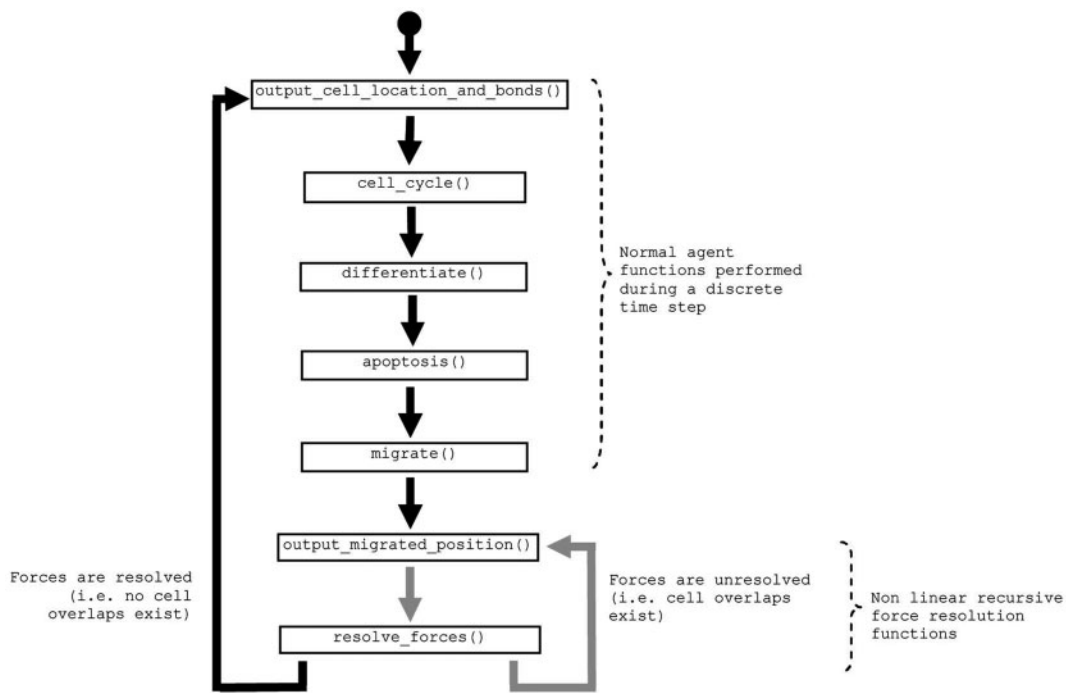 output_cell_location_and_bonds()
cell_cycle()
differentiate()
Normal agent
functions performed
during a discrete
time step
apoptosis()
migrate()
output_migrated_position()
Forces are resolved
(i.e. no cell
overlaps exist)
Forces are unresolved
(i.e. cell overlaps
exist)
Non linear recursive
force resolution
functions
resolve_forces()